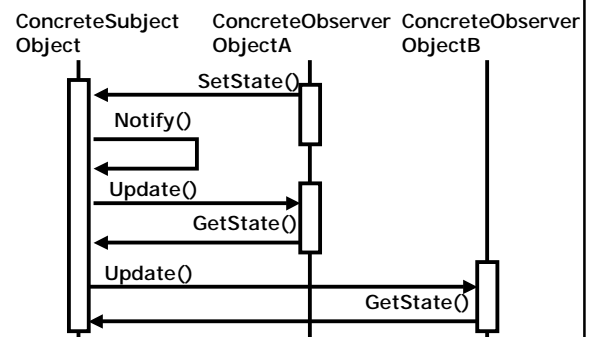 ConcreteSubject ConcreteObserver ConcreteObserver
Object ObjectA ObjectB
SetState()
Notify()
Update()
GetState()
Update()
GetState()